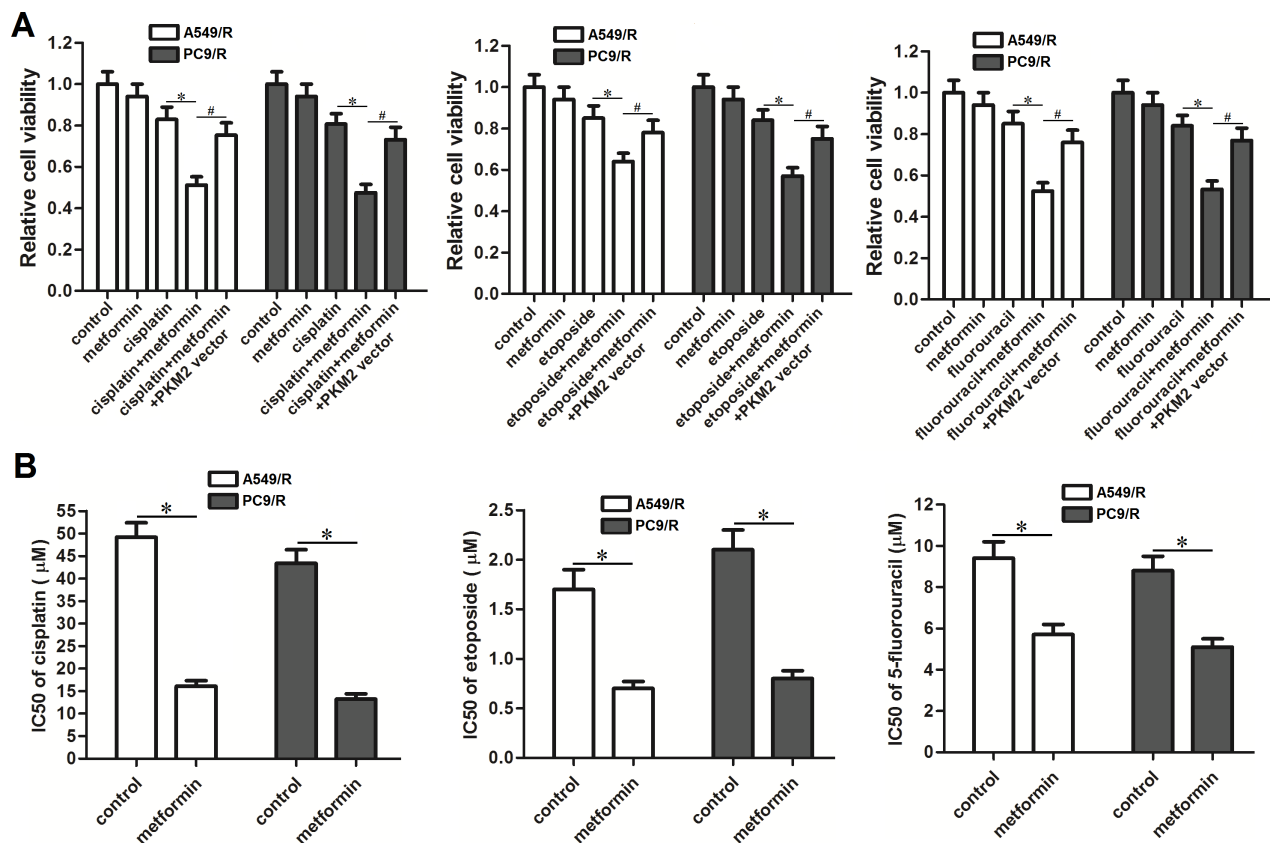 A
A549/R
PC9/R
Relative cell viability
1.2
1.0
0.8
0.6
0.4
0.2
0.0
*
#
*
#
control
metformin
cisplatin
cisplatin+metformin
cisplatin+metformin
+PKM2 vector
control
metformin
cisplatin
cisplatin+metformin
cisplatin+metformin
+PKM2 vector
A549/R
PC9/R
Relative cell viability
1.2
1.0
0.8
0.6
0.4
0.2
0.0
*
#
*
#
control
metformin
etoposide
etoposide+metformin
etoposide+metformin
+PKM2 vector
control
metformin
etoposide
etoposide+metformin
etoposide+metformin
+PKM2 vector
A549/R
PC9/R
Relative cell viability
1.2
1.0
0.8
0.6
0.4
0.2
0.0
*
#
*
#
control
metformin
fluorouracil
fluorouracil+metformin
fluorouracil+metformin
+PKM2 vector
control
metformin
fluorouracil
fluorouracil+metformin
fluorouracil+metformin
+PKM2 vector
B
A549/R
PC9/R
IC50 of cisplatin ( μM)
55
50
45
40
35
30
25
20
15
10
5
0
*
*
control
metformin
control
metformin
A549/R
PC9/R
IC50 of etoposide ( μM)
2.5
2.0
1.5
1.0
0.5
0.0
*
*
control
metformin
control
metformin
A549/R
PC9/R
IC50 of 5-fluorouracil (μM)
12
10
8
6
4
2
0
*
*
control
metformin
control
metformin